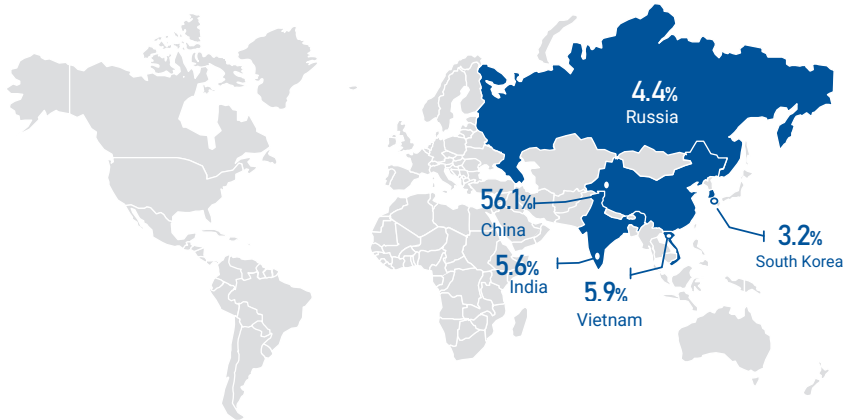 4.4%
Russia
56.1%
China
3.2%
South Korea
5.6%
India
5.9%
Vietnam